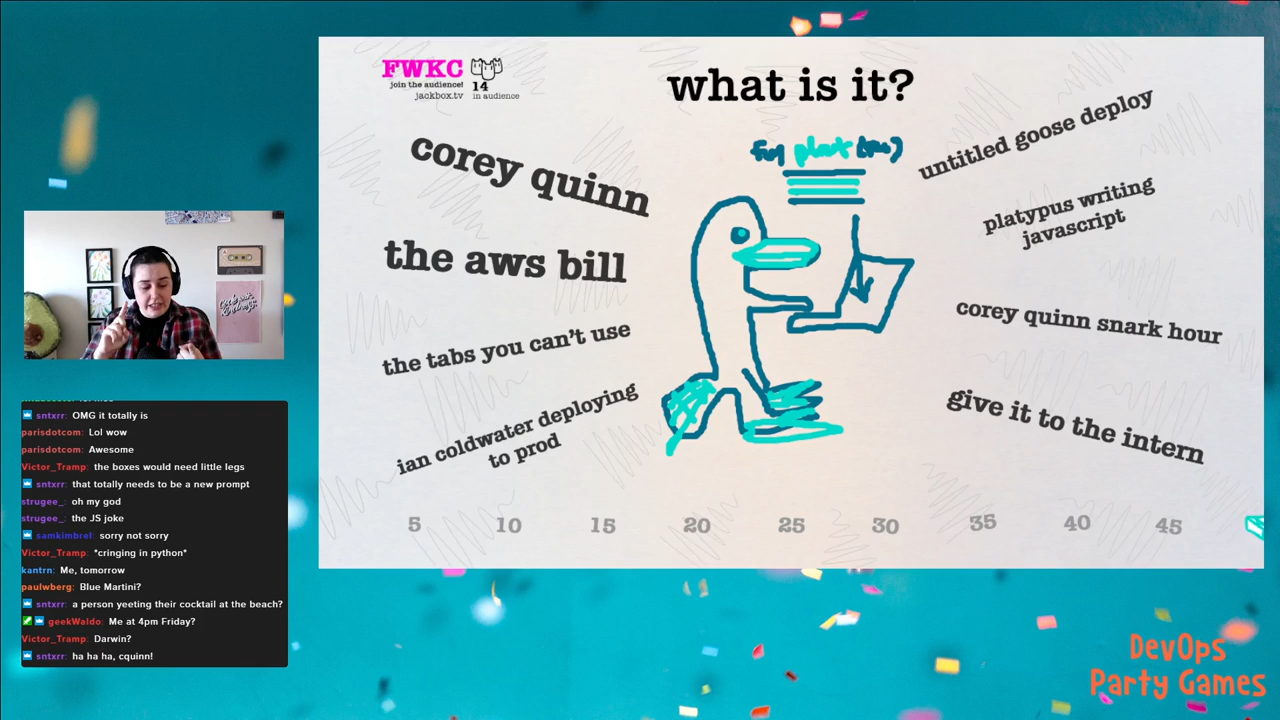 FWKC
join the audience!
jackbox.tv
14
in audience
what is it?
corey quinn
the aws bill
the tabs you can't use
ian coldwater deploying
to prod
untitled goose deploy
platypus writing
javascript
corey quinn snark hour
give it to the intern
5 10 15 20 25 30 35 40 45
sntxrr: OMG it totally is
parisdotcom: Lol wow
parisdotcom: Awesome
Victor_Tramp: the boxes would need little legs
sntxrr: that totally needs to be a new prompt
strugee_: oh my god
strugee_: the JS joke
samkimbrel: sorry not sorry
Victor_Tramp: *cringing in python*
kantrn: Me, tomorrow
paulwberg: Blue Martini?
sntxrr: a person yeeting their cocktail at the beach?
geekWaldo: Me at 4pm Friday?
Victor_Tramp: Darwin?
sntxrr: ha ha ha, cquinn!
DevOps
Party Games